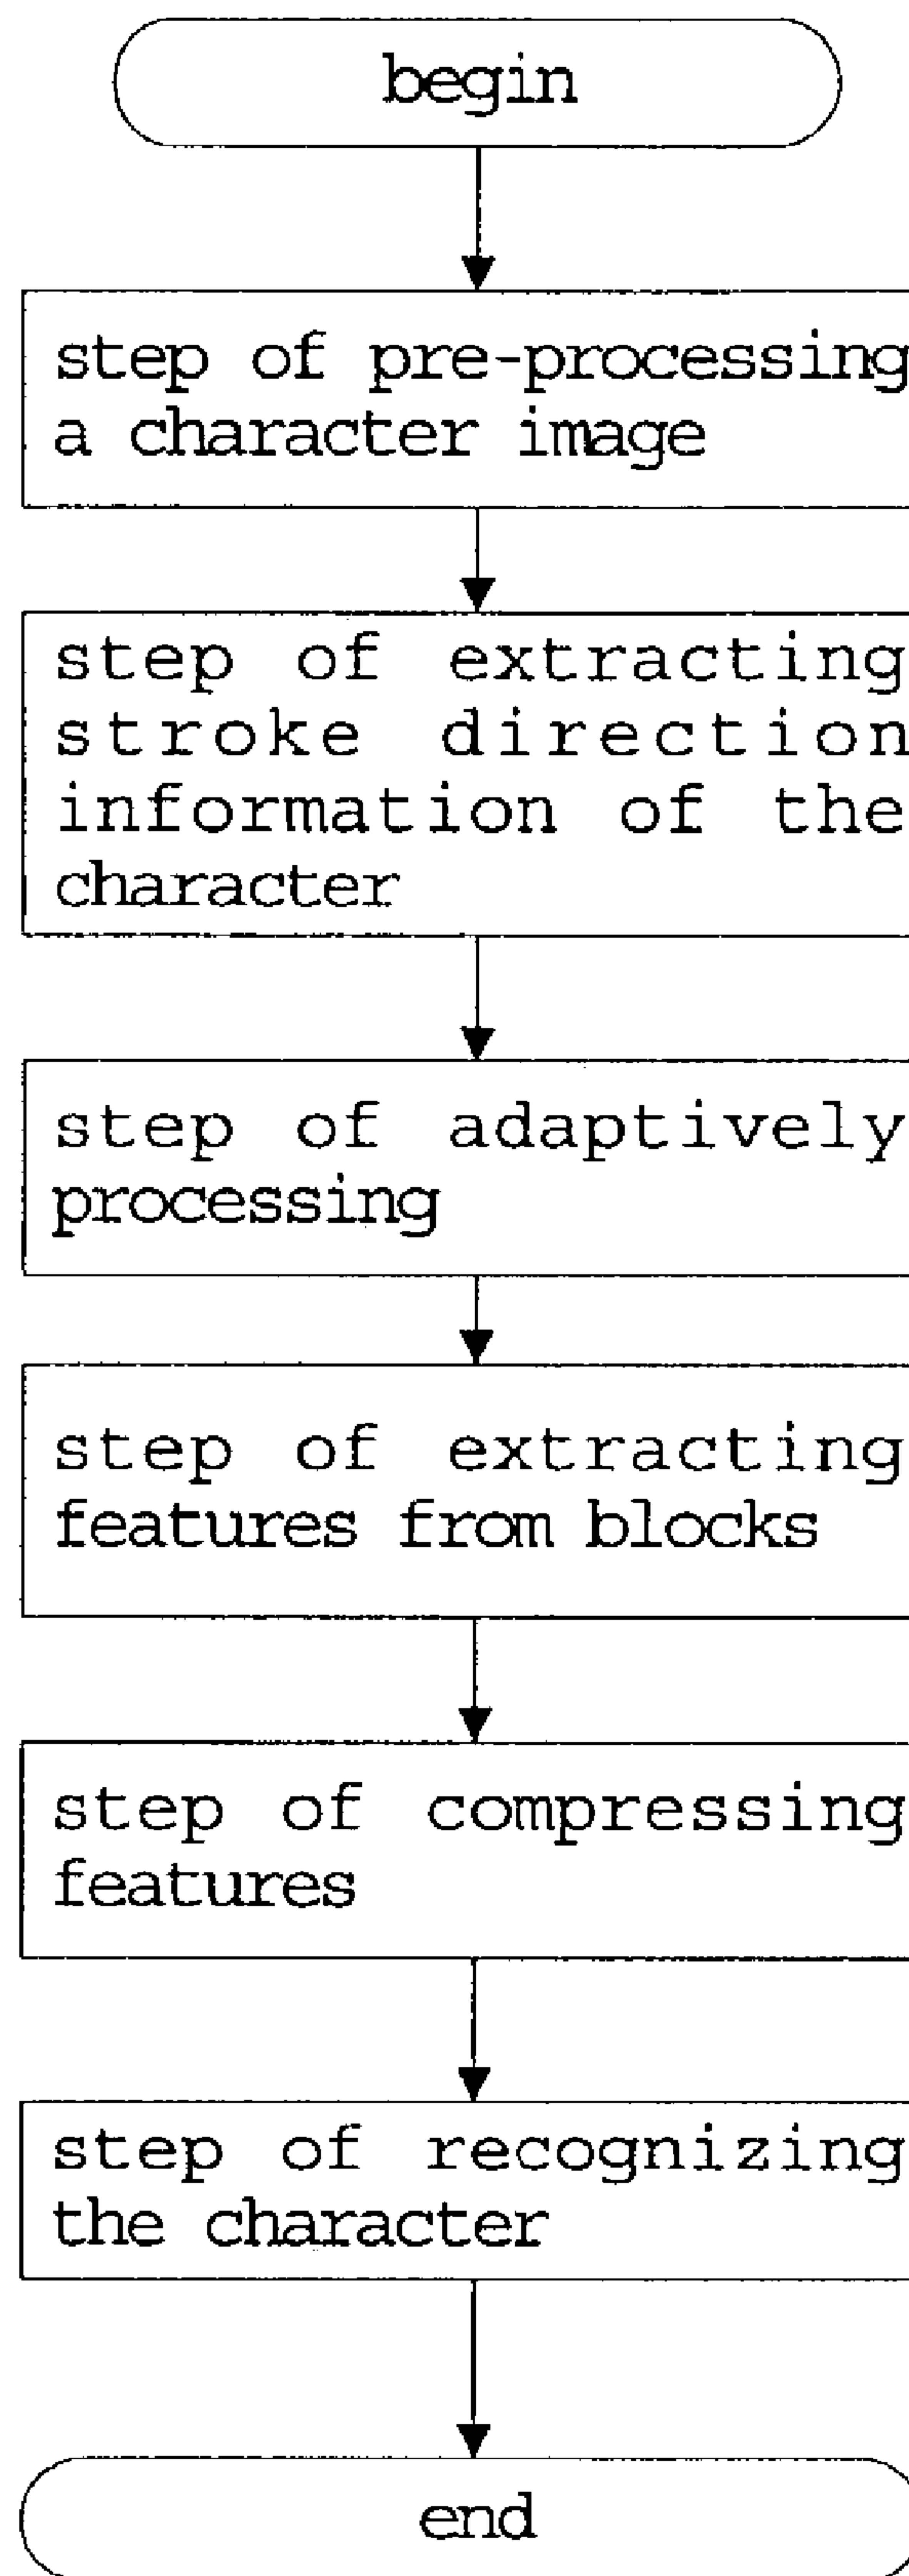 begin
step of pre-processing
a character image
step of extracting
stroke direction
information of the
character
step of adaptively
processing
step of extracting
features from blocks
step of compressing
features
step of recognizing
the character
end